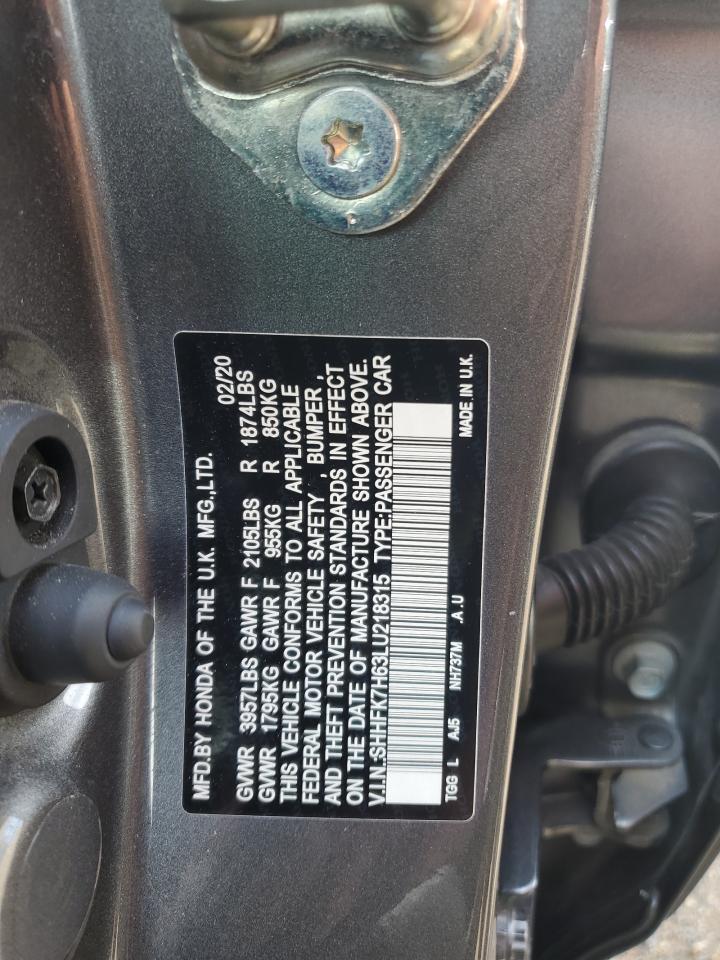 MFD.BY HONDA OF THE U.K. MFG.,LTD. 02/20
GVWR 3957LBS GAWR F 2105LBS R 1874LBS
GVWR 1795KG GAWR F 955KG R 850KG
THIS VEHICLE CONFORMS TO ALL APPLICABLE
FEDERAL MOTOR VEHICLE SAFETY , BUMPER ,
AND THEFT PREVENTION STANDARDS IN EFFECT
ON THE DATE OF MANUFACTURE SHOWN ABOVE.
V.I.N.:SHHFK7H63LU218315 TYPE:PASSENGER CAR
TGG L AJ5 NH737M .A.U MADE IN U.K.